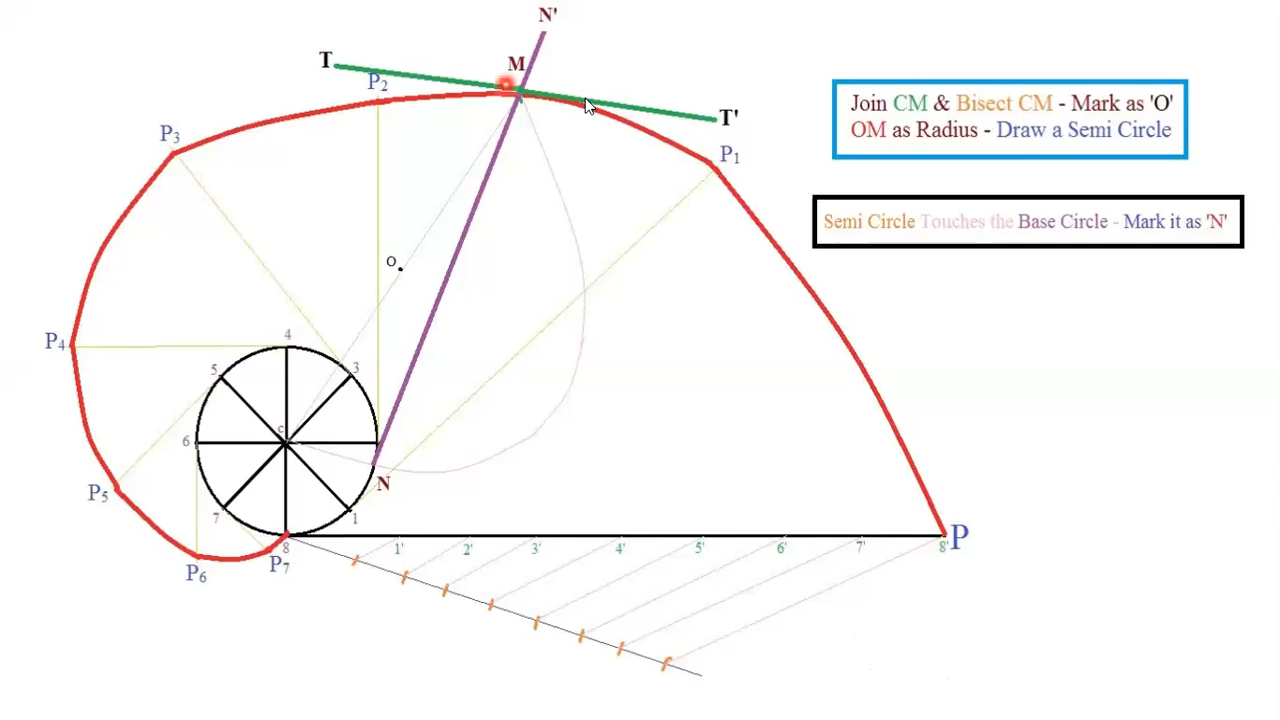 N'
M
T
P2
T'
P3
P1
Join CM & Bisect CM - Mark as 'O'
OM as Radius - Draw a Semi Circle
Semi Circle Touches the Base Circle - Mark it as 'N'
O
P4
4
5
3
c
6
N
P5
7
1
8
1'
2'
3'
4'
5'
6'
7'
8'
P
P6
P7